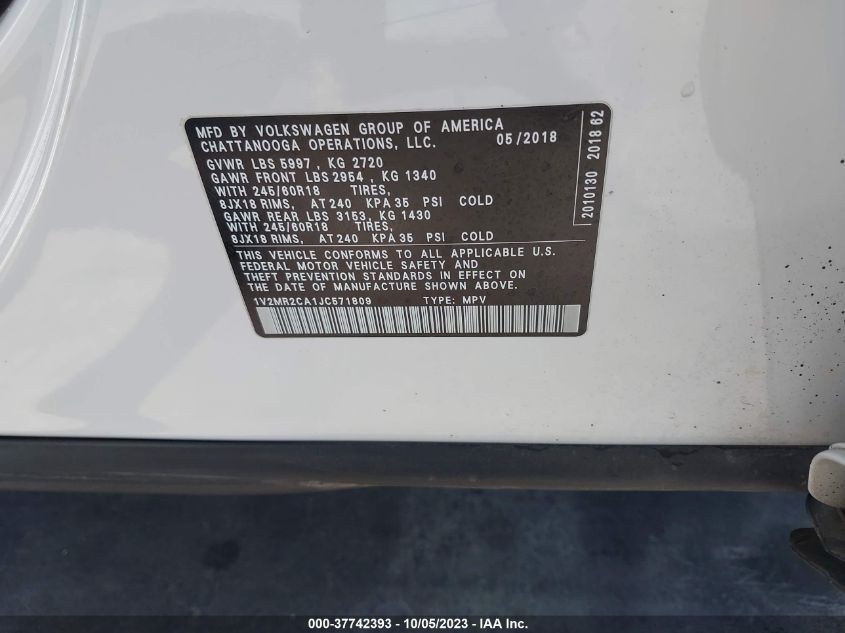 MFD BY VOLKSWAGEN GROUP OF AMERICA
CHATTANOOGA OPERATIONS, LLC. 05/2018
GVWR LBS 5997 , KG 2720
GAWR FRONT LBS 2954 , KG 1340
WITH 245/60R18 TIRES,
8JX18 RIMS, AT 240 KPA 35 PSI COLD
GAWR REAR LBS 3153, KG 1430
WITH 245/60R18 TIRES,
8JX18 RIMS, AT 240 KPA 35 PSI COLD
THIS VEHICLE CONFORMS TO ALL APPLICABLE U.S.
FEDERAL MOTOR VEHICLE SAFETY AND
THEFT PREVENTION STANDARDS IN EFFECT ON
THE DATE OF MANUFACTURE SHOWN ABOVE.
1V2MR2CA1JC571809 TYPE: MPV
2010130 2018 62
000-37742393 - 10/05/2023 - IAA Inc.